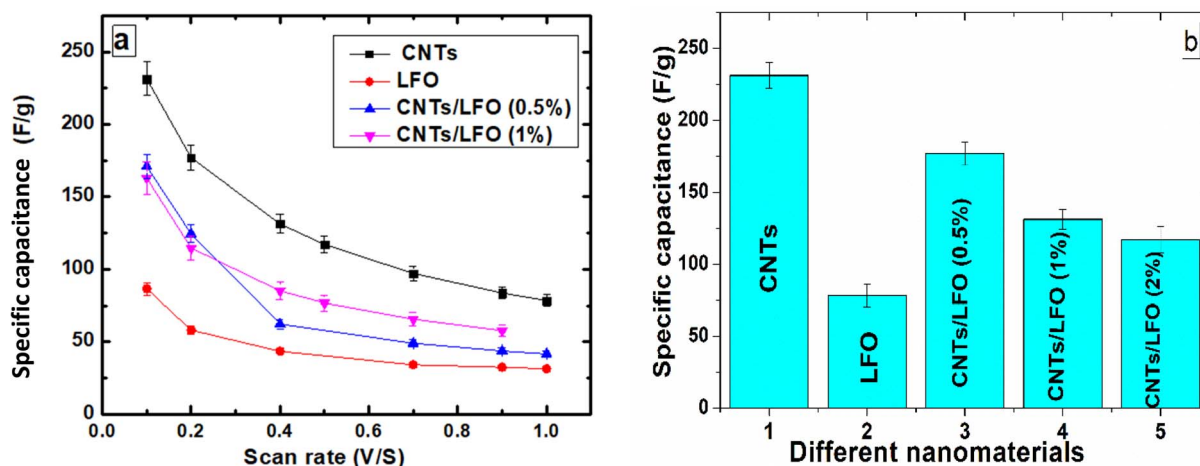 a
CNTs
LFO
CNTs/LFO (0.5%)
CNTs/LFO (1%)
250
200
150
100
50
0
Specific capacitance (F/g)
0.0 0.2 0.4 0.6 0.8 1.0
Scan rate (V/S)
b
250
200
150
100
50
0
Specific capacitance (F/g)
CNTs
LFO
CNTs/LFO (0.5%)
CNTs/LFO (1%)
CNTs/LFO (2%)
1 2 3 4 5
Different nanomaterials